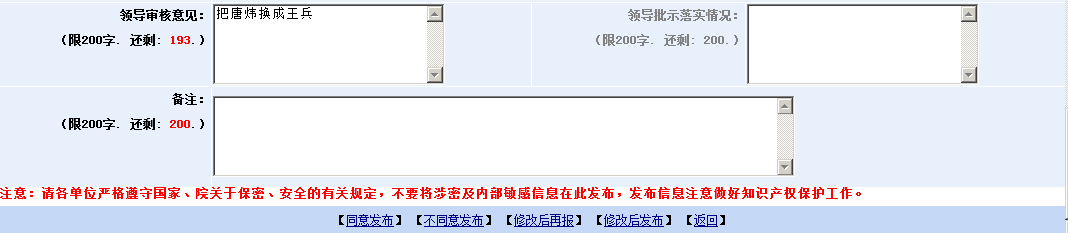 领导审核意见： 把唐炜换成王兵 领导批示落实情况：
（限200字. 还剩: 193.） （限200字. 还剩: 200.）
备注：
（限200字. 还剩: 200.）
注意：请各单位严格遵守国家、院关于保密、安全的有关规定，不要将涉密及内部敏感信息在此发布，发布信息注意做好知识产权保护工作。
【同意发布】 【不同意发布】 【修改后再报】 【修改后发布】 【返回】